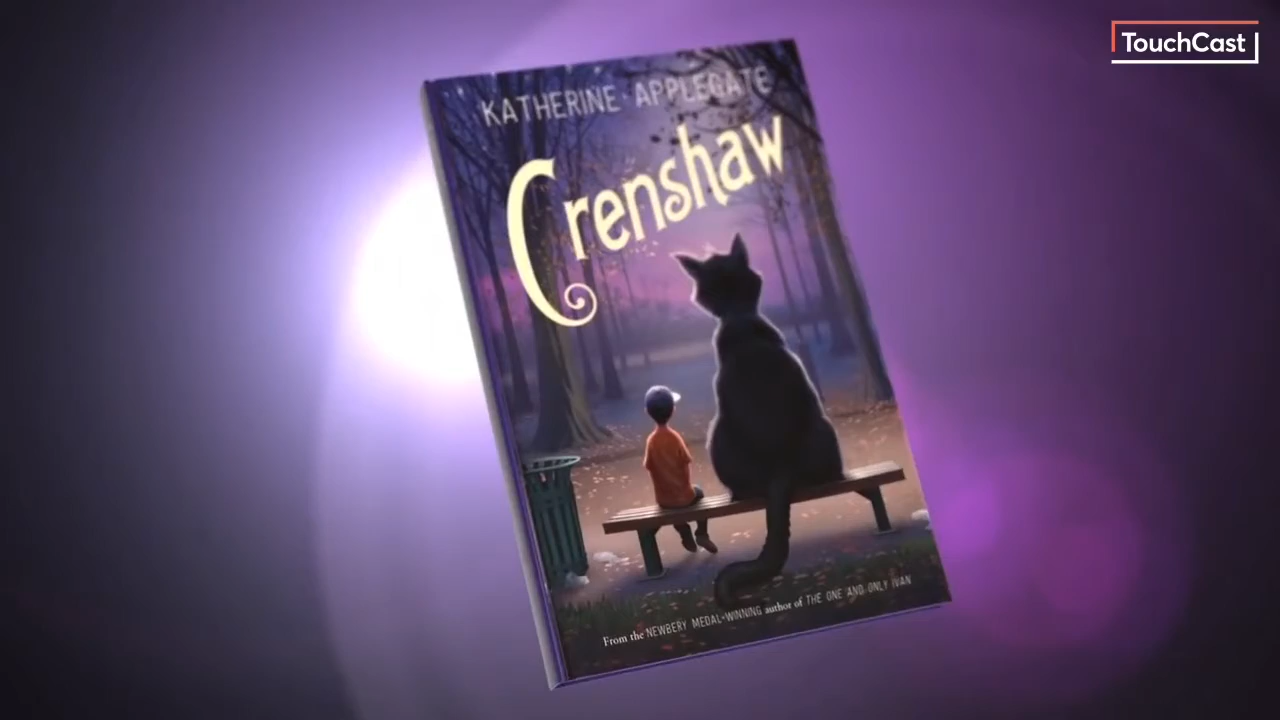 TouchCast
KATHERINE APPLEGATE
Crenshaw
From the NEWBERY MEDAL-WINNING author of THE ONE AND ONLY IVAN